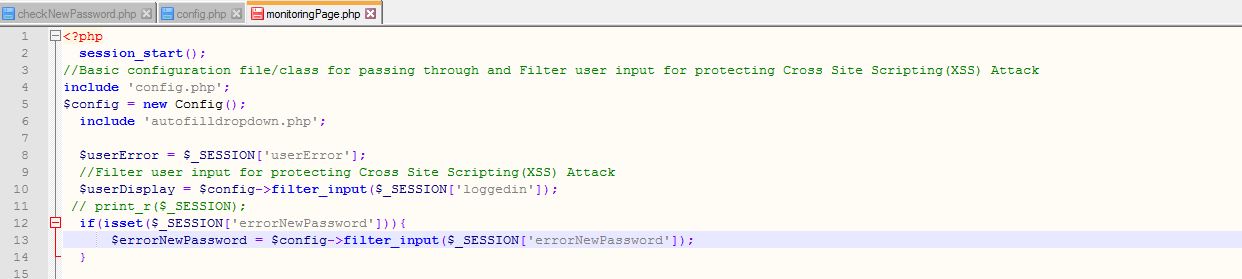 checkNewPassword.php config.php monitoringPage.php
1 <?php
2 session_start();
3 //Basic configuration file/class for passing through and Filter user input for protecting Cross Site Scripting(XSS) Attack
4 include 'config.php';
5 $config = new Config();
6 include 'autofilldropdown.php';
7
8 $userError = $_SESSION['userError'];
9 //Filter user input for protecting Cross Site Scripting(XSS) Attack
10 $userDisplay = $config->filter_input($_SESSION['loggedin']);
11 // print_r($_SESSION);
12 if(isset($_SESSION['errorNewPassword'])){
13 $errorNewPassword = $config->filter_input($_SESSION['errorNewPassword']);
14 }
15